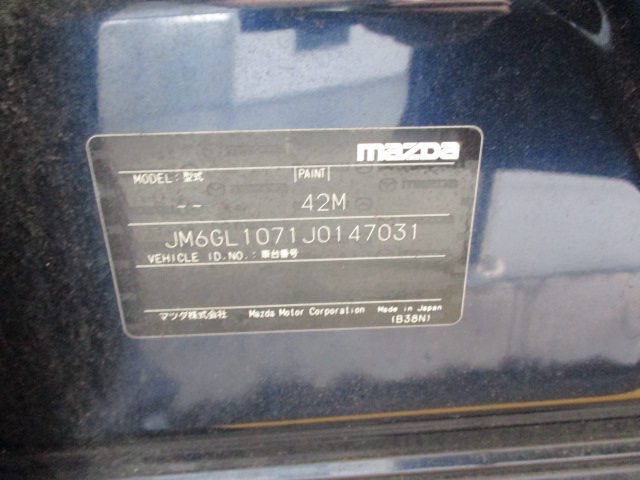 mazda
MODEL: 型式 PAINT
-- 42M
JM6GL1071J0147031
VEHICLE ID.NO.: 車台番号
マツダ株式会社 Mazda Motor Corporation Made in Japan
(B38N)